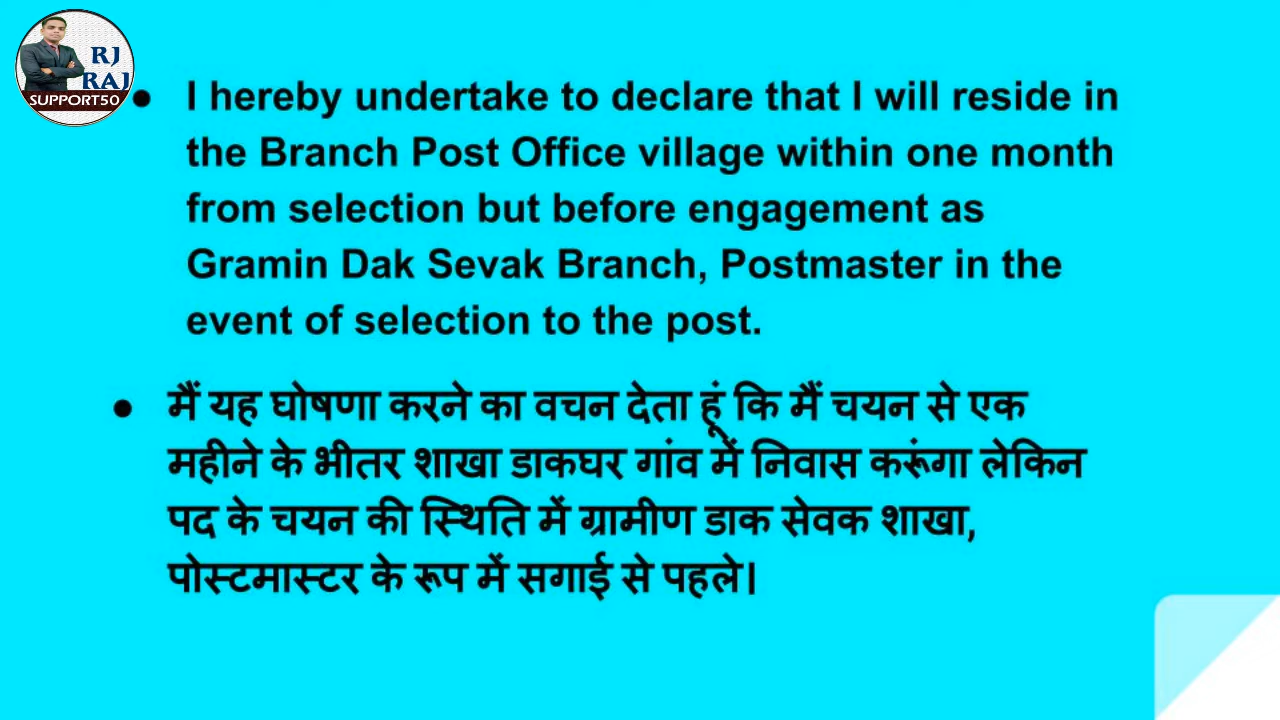 RJ
RAJ
SUPPORT50
● I hereby undertake to declare that I will reside in
the Branch Post Office village within one month
from selection but before engagement as
Gramin Dak Sevak Branch, Postmaster in the
event of selection to the post.
● मैं यह घोषणा करने का वचन देता हूं कि मैं चयन से एक
महीने के भीतर शाखा डाकघर गांव में निवास करूंगा लेकिन
पद के चयन की स्थिति में ग्रामीण डाक सेवक शाखा,
पोस्टमास्टर के रूप में सगाई से पहले।